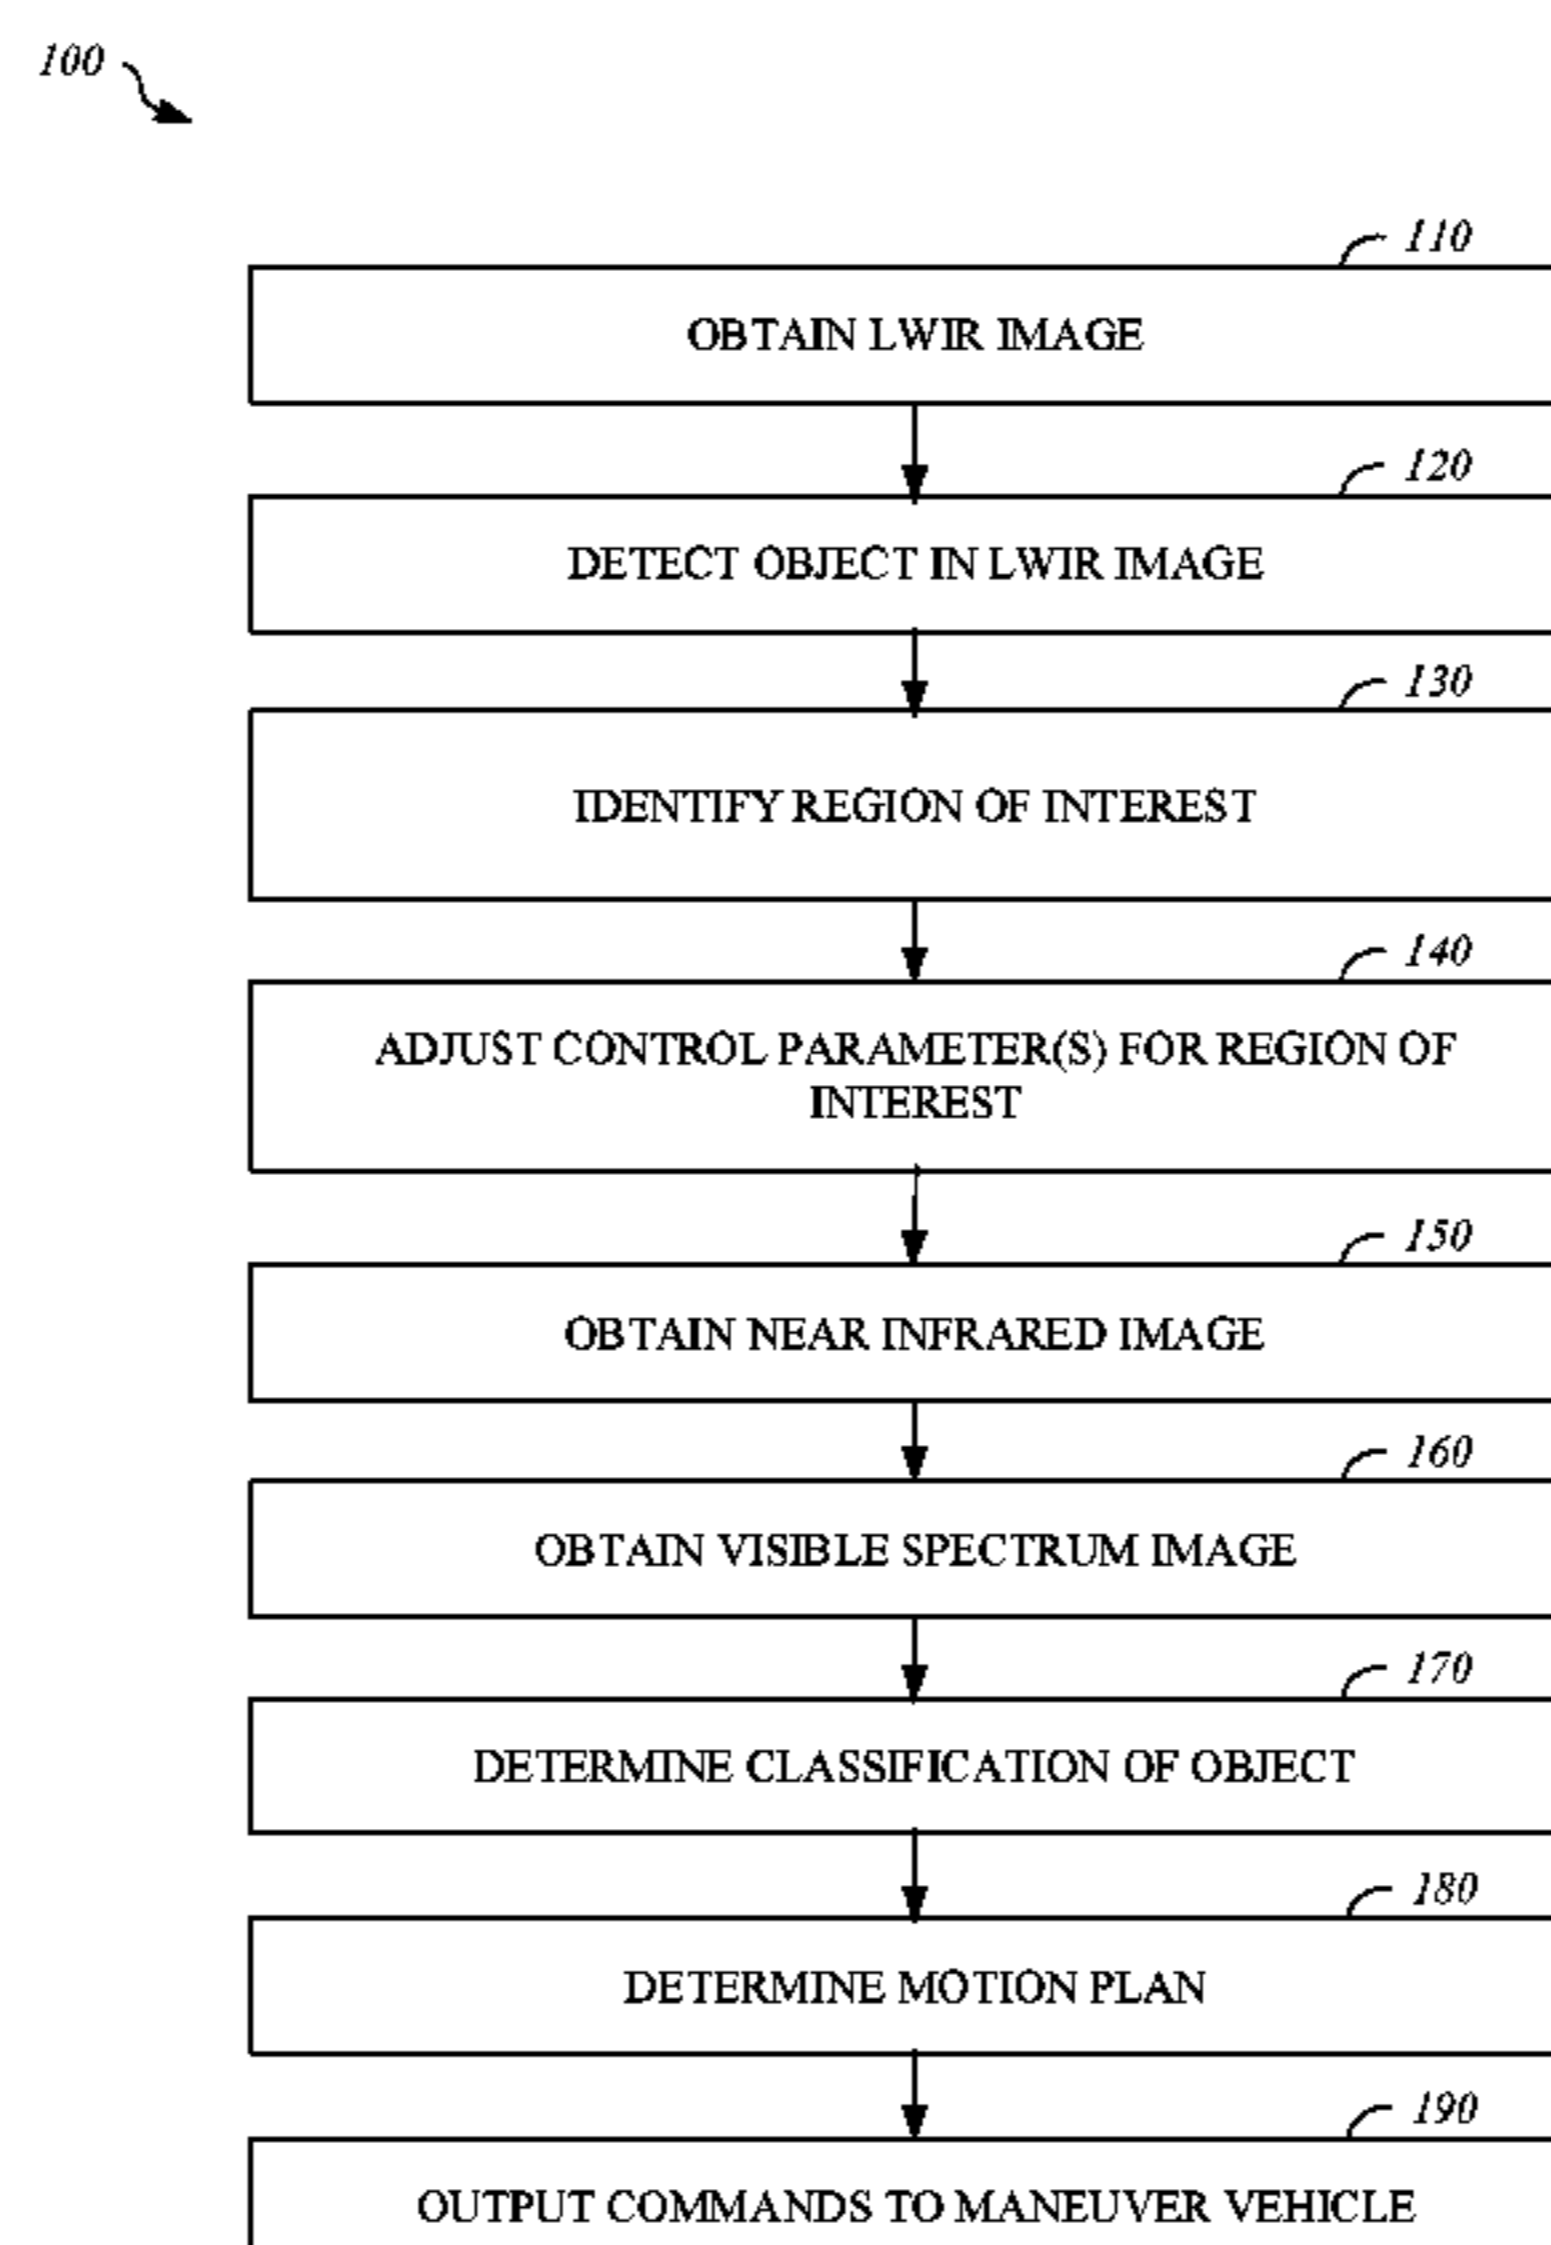 100
110
OBTAIN LWIR IMAGE
120
DETECT OBJECT IN LWIR IMAGE
130
IDENTIFY REGION OF INTEREST
140
ADJUST CONTROL PARAMETER(S) FOR REGION OF
INTEREST
150
OBTAIN NEAR INFRARED IMAGE
160
OBTAIN VISIBLE SPECTRUM IMAGE
170
DETERMINE CLASSIFICATION OF OBJECT
180
DETERMINE MOTION PLAN
190
OUTPUT COMMANDS TO MANEUVER VEHICLE